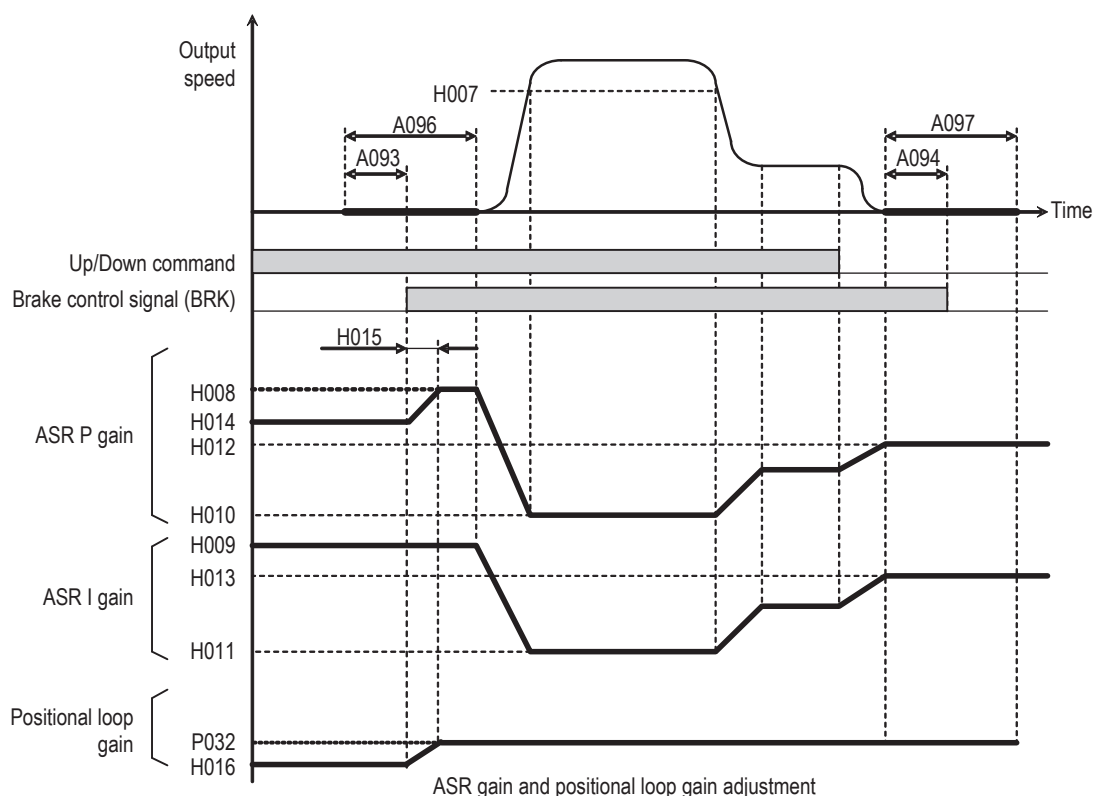 Output
speed
H007
A096
A097
A093
A094
Time
Up/Down command
Brake control signal (BRK)
H015
ASR P gain
H008
H014
H012
H010
ASR I gain
H009
H013
H011
Positional loop
gain
P032
H016
ASR gain and positional loop gain adjustment